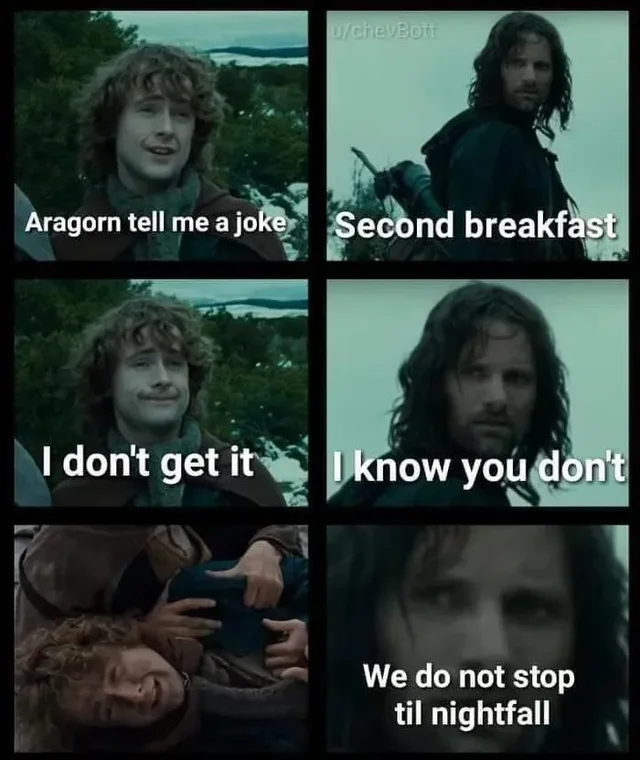 u/chevBott
Aragorn tell me a joke
Second breakfast
I don't get it
I know you don't
We do not stop
til nightfall